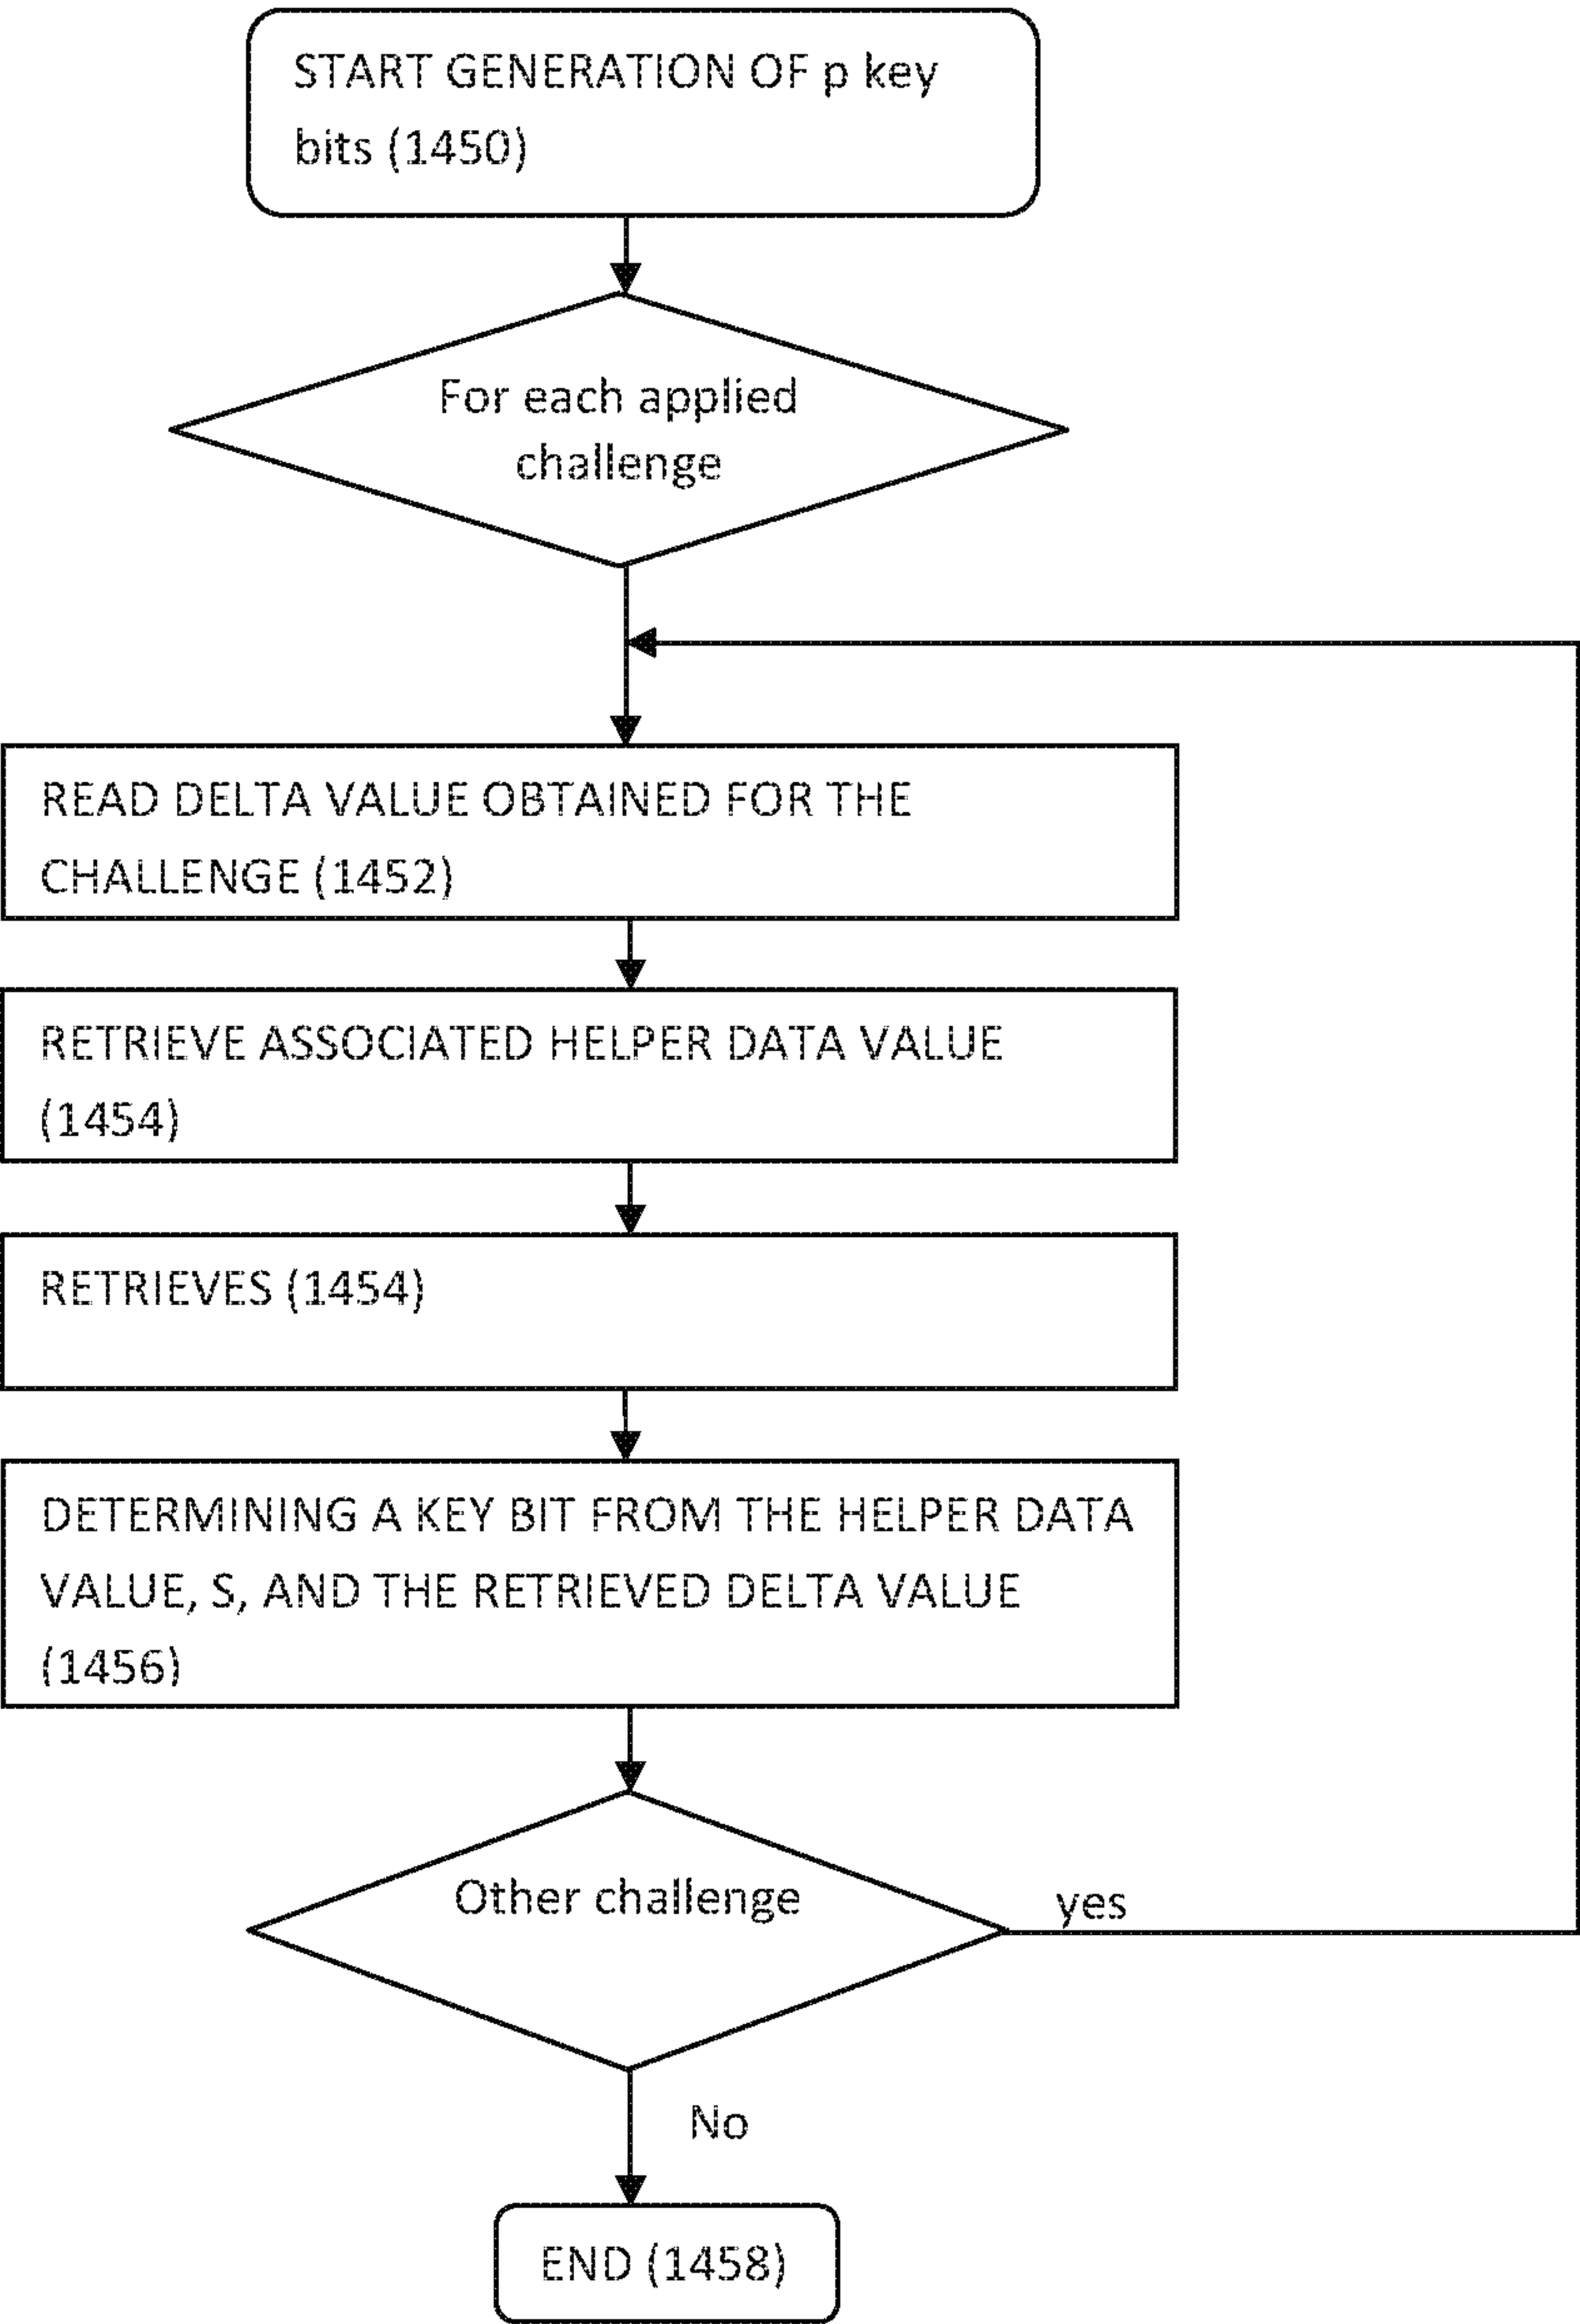 START GENERATION OF p key
bits (1450)
For each applied
challenge
READ DELTA VALUE OBTAINED FOR THE
CHALLENGE (1452)
RETRIEVE ASSOCIATED HELPER DATA VALUE
(1454)
RETRIEVES (1454)
DETERMINING A KEY BIT FROM THE HELPER DATA
VALUE, S, AND THE RETRIEVED DELTA VALUE
(1456)
Other challenge
yes
No
END (1458)